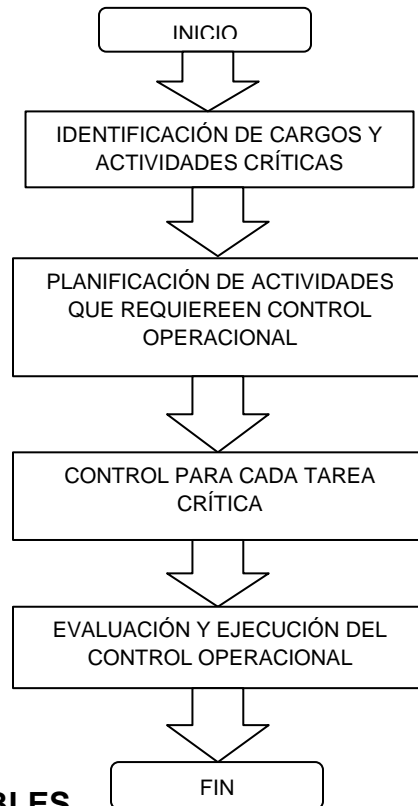 INICIO
IDENTIFICACIÓN DE CARGOS Y
ACTIVIDADES CRÍTICAS
PLANIFICACIÓN DE ACTIVIDADES
QUE REQUIEREEN CONTROL
OPERACIONAL
CONTROL PARA CADA TAREA
CRÍTICA
EVALUACIÓN Y EJECUCIÓN DEL
CONTROL OPERACIONAL
FIN